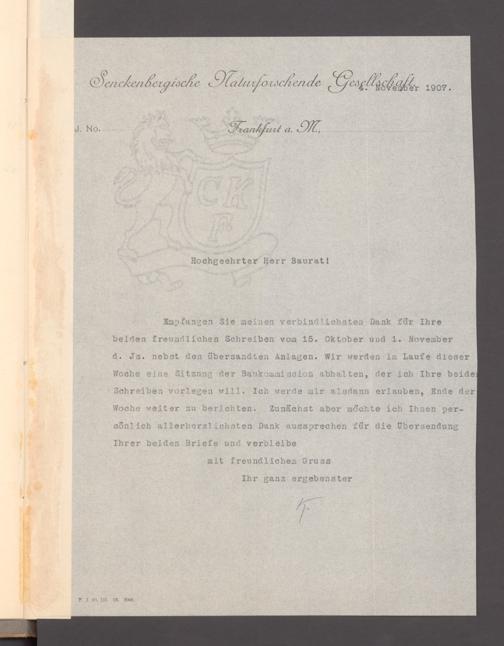 Senckenbergische Naturforschende Gesellschaft
4. November 1907.
J. No.
Frankfurt a. M.,
CK
F
Hochgeehrter Herr Baurat!
Empfangen Sie meinen verbindlichsten Dank für Ihre
beiden freundlichen Schreiben vom 15. Oktober und 1. November
d. Js. nebst den übersandten Anlagen. Wir werden im Laufe dieser
Woche eine Sitzung der Baukommission abhalten, der ich Ihre beiden
Schreiben vorlegen will. Ich werde mir alsdann erlauben, Ende der
Woche weiter zu berichten. Zunächst aber möchte ich Ihnen per-
sönlich allerherzlichsten Dank aussprechen für die Übersendung
Ihrer beiden Briefe und verbleibe
mit freundlichem Gruss
Ihr ganz ergebenster
K.